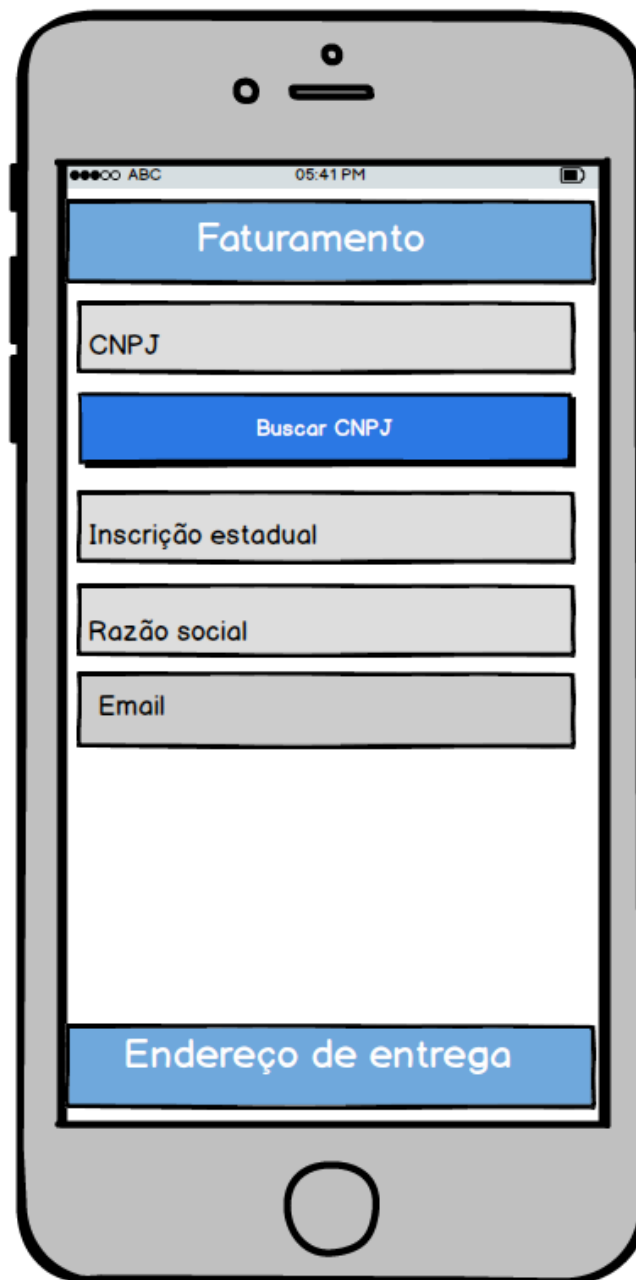 ABC 05:41 PM
Faturamento
CNPJ
Buscar CNPJ
Inscrição estadual
Razão social
Email
Endereço de entrega